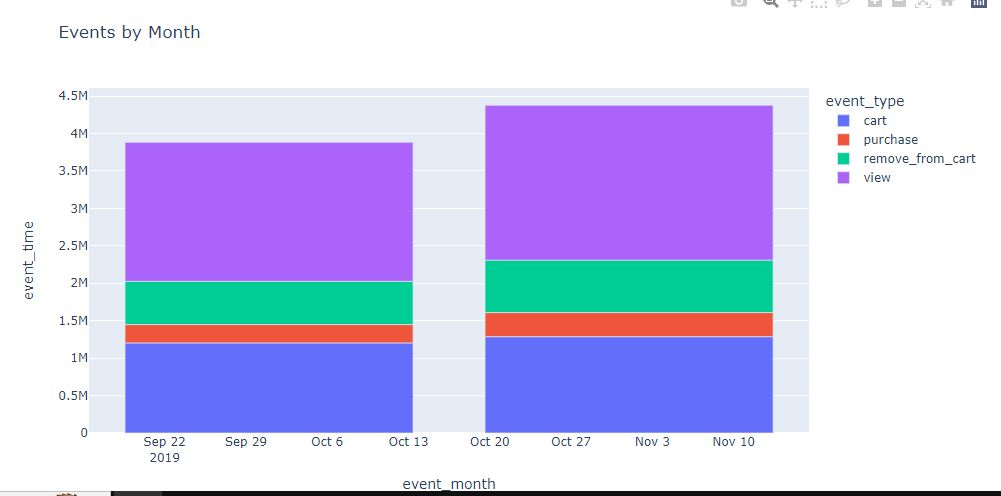 Events by Month
event_type
cart
purchase
remove_from_cart
view
4.5M
4M
3.5M
3M
2.5M
2M
1.5M
1M
0.5M
0
event_time
Sep 22
2019
Sep 29
Oct 6
Oct 13
Oct 20
Oct 27
Nov 3
Nov 10
event_month